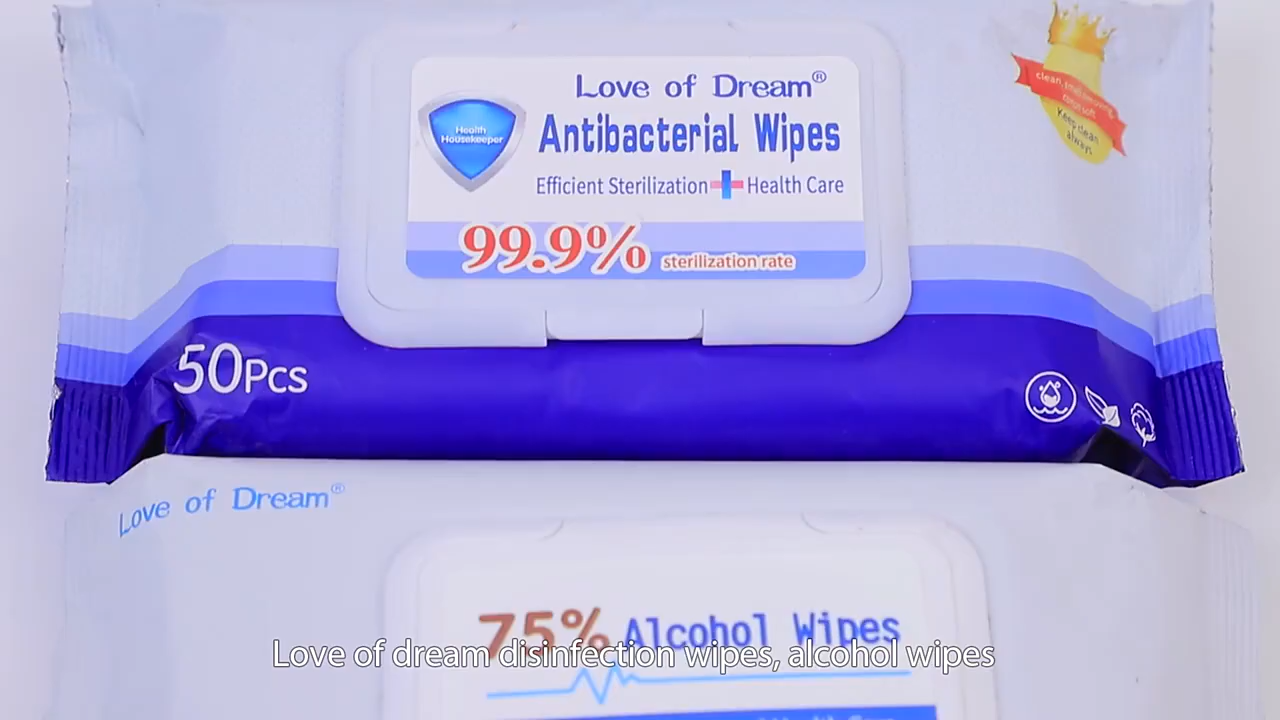 Love of Dream®
Health
Housekeeper
Antibacterial Wipes
Efficient Sterilization + Health Care
99.9% sterilization rate
Keep clean
always
50Pcs
Love of Dream®
75% Alcohol Wipes
Love of dream disinfection wipes, alcohol wipes